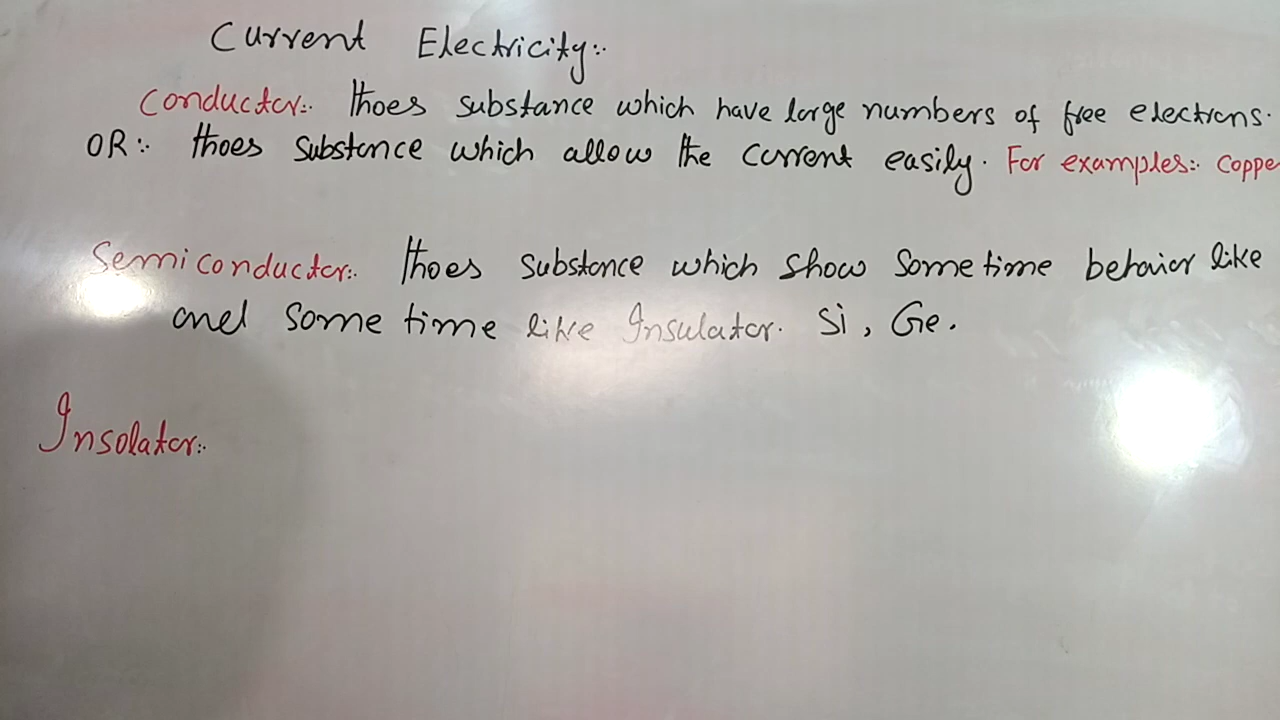 Current Electricity:.
Conductor:. thoes substance which have large numbers of free electrons.
OR:. thoes substance which allow the current easily. For examples:. Coppe
Semiconductor:. thoes substance which show some time behavior like
and some time like Insulator. Si, Ge.
Insolator:.